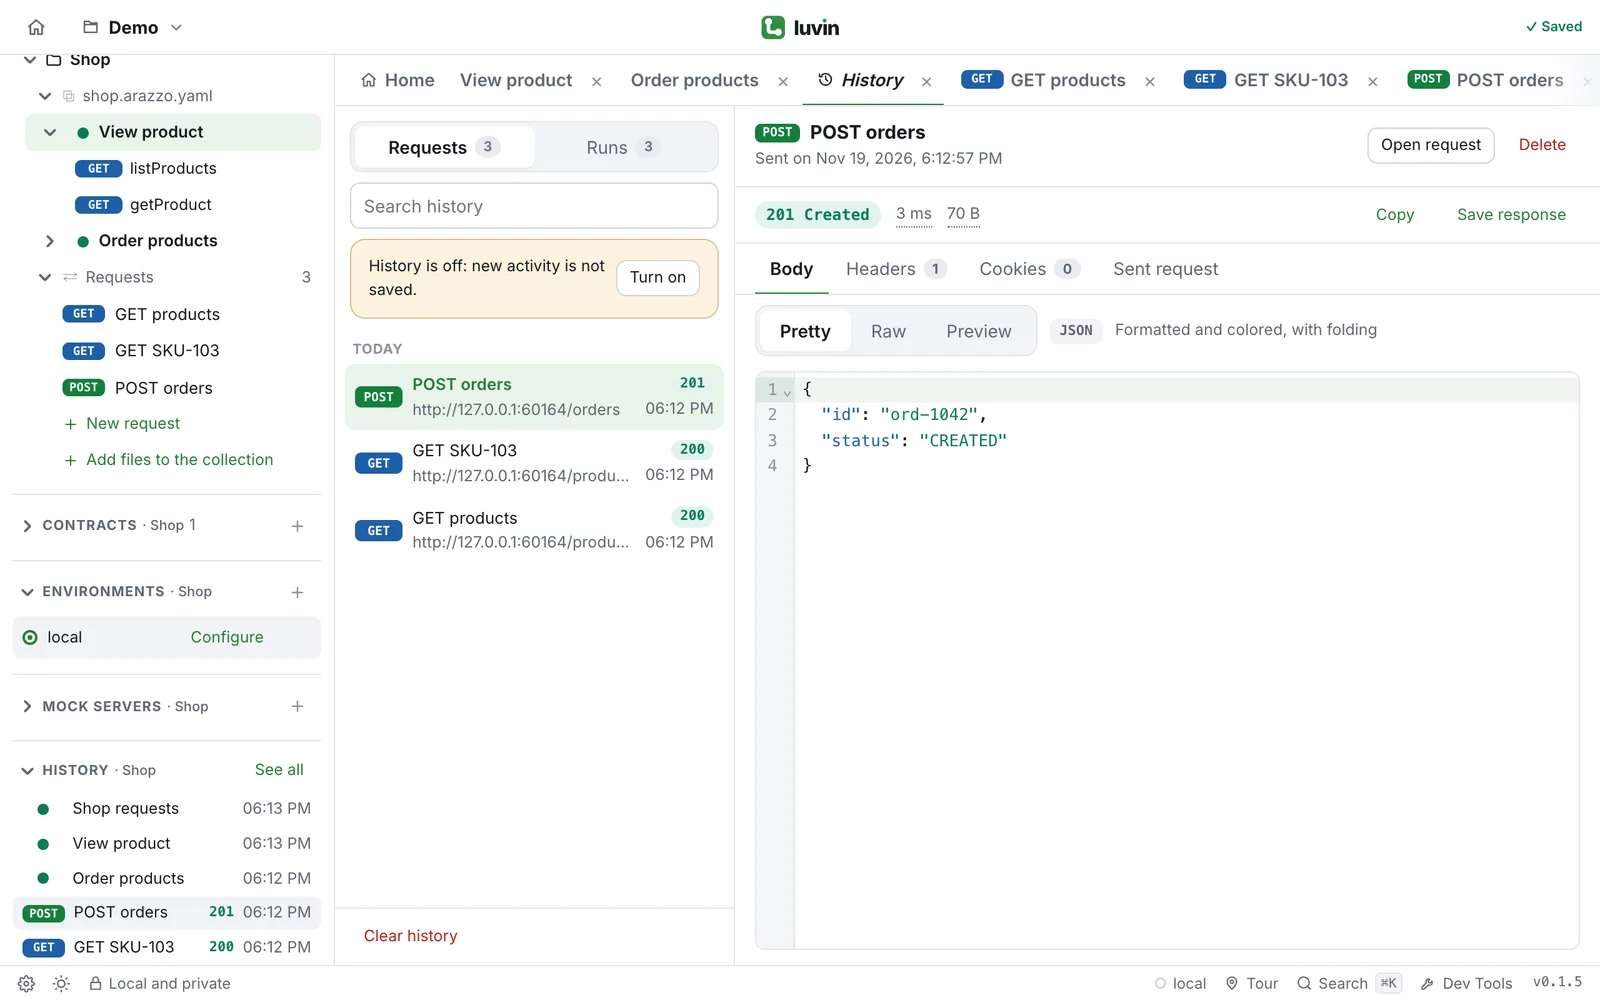 Demo
luvin
Saved
Shop
shop.arazzo.yaml
View product
GET listProducts
GET getProduct
Order products
Requests 3
GET GET products
GET GET SKU-103
POST POST orders
New request
Add files to the collection
CONTRACTS · Shop 1
ENVIRONMENTS · Shop
local Configure
MOCK SERVERS · Shop
HISTORY · Shop See all
Shop requests 06:13 PM
View product 06:13 PM
Order products 06:12 PM
POST POST orders 201 06:12 PM
GET GET SKU-103 200 06:12 PM
Home View product Order products History GET GET products GET GET SKU-103 POST POST orders
Requests 3 Runs 3
Search history
History is off: new activity is not
saved.
Turn on
TODAY
POST POST orders 201
http://127.0.0.1:60164/orders 06:12 PM
GET GET SKU-103 200
http://127.0.0.1:60164/produ... 06:12 PM
GET GET products 200
http://127.0.0.1:60164/produ... 06:12 PM
Clear history
POST POST orders
Sent on Nov 19, 2026, 6:12:57 PM
Open request Delete
201 Created 3 ms 70 B Copy Save response
Body Headers 1 Cookies 0 Sent request
Pretty Raw Preview JSON Formatted and colored, with folding
1 {
2 "id": "ord-1042",
3 "status": "CREATED"
4 }
Local and private
local Tour Search ⌘K Dev Tools v0.1.5